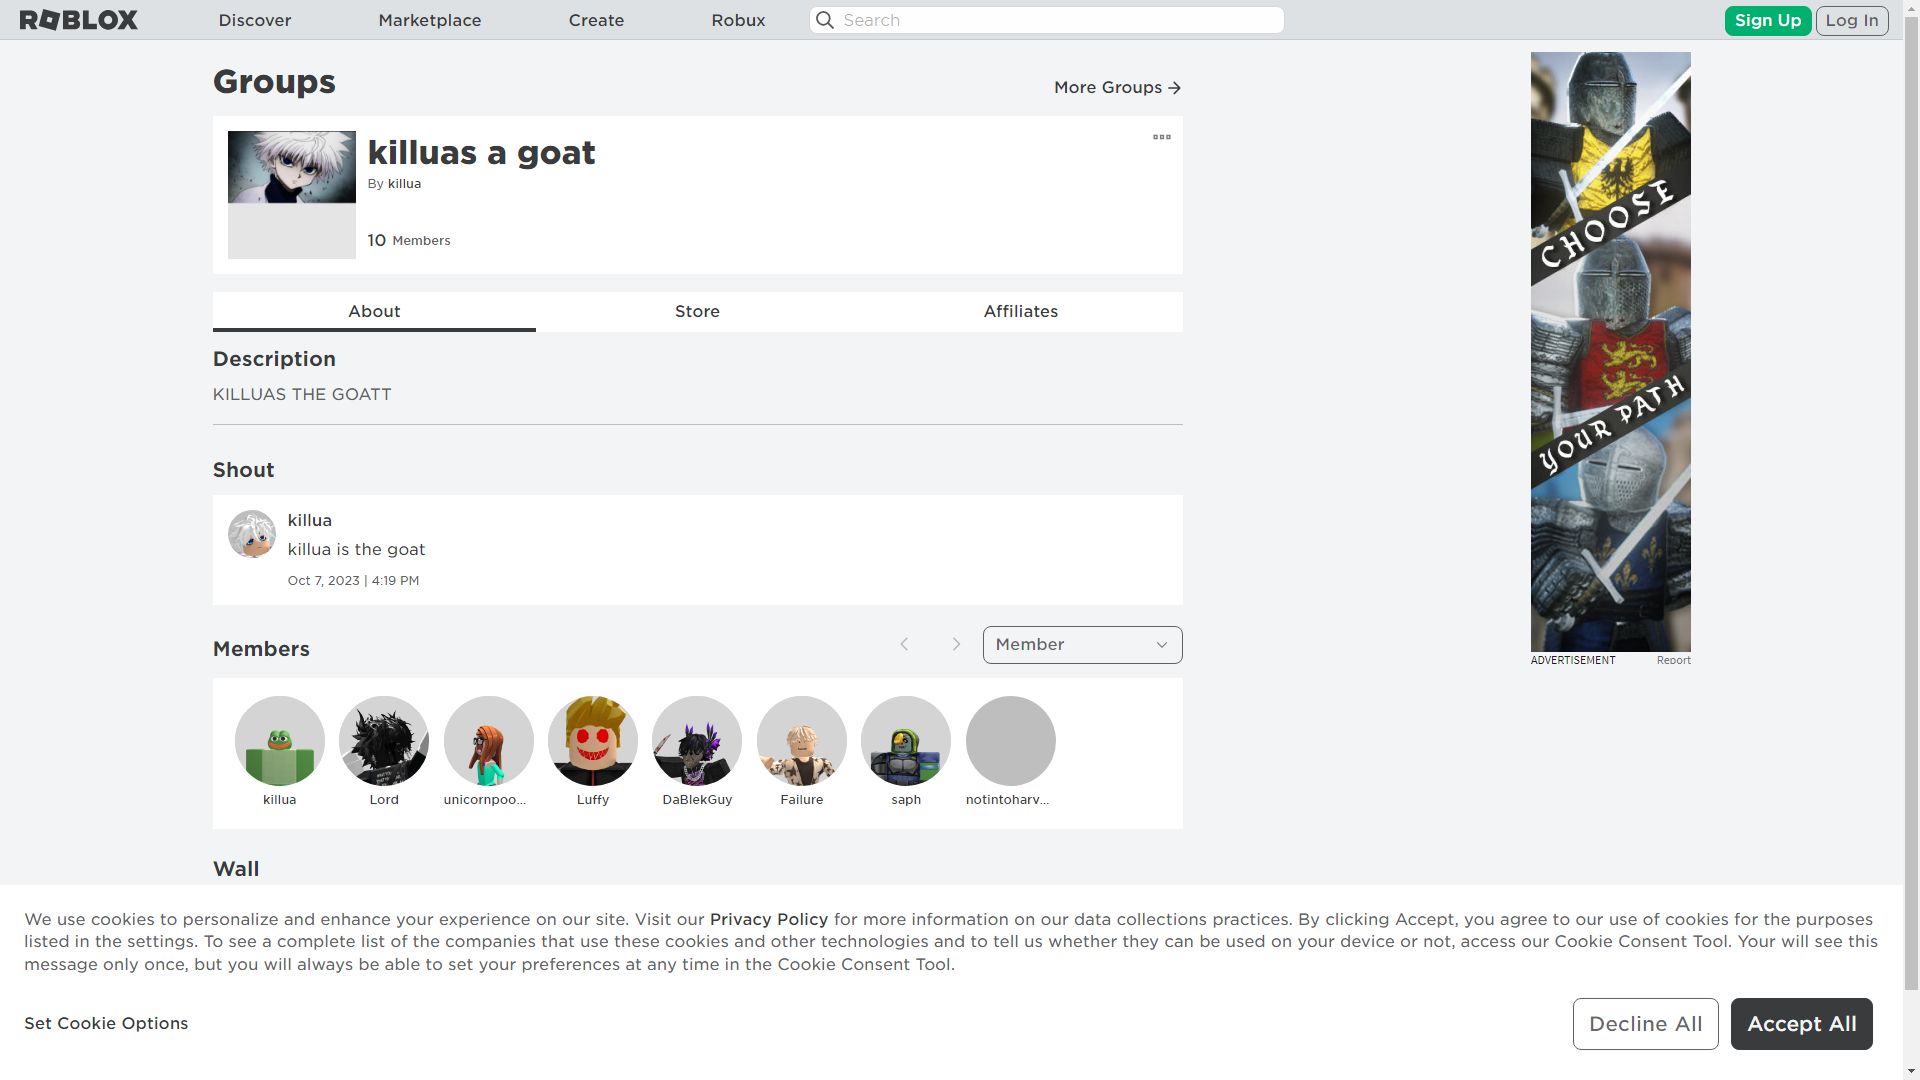 ROBLOX
Discover
Marketplace
Create
Robux
Search
Sign Up
Log In
Groups
More Groups
killuas a goat
By killua
10 Members
About
Store
Affiliates
Description
KILLUAS THE GOATT
Shout
killua
killua is the goat
Oct 7, 2023 | 4:19 PM
Members
Member
killua
Lord
unicornpoo...
Luffy
DaBlekGuy
Failure
saph
notintoharv...
Wall
CHOOSE
YOUR PATH
ADVERTISEMENT
Report
We use cookies to personalize and enhance your experience on our site. Visit our Privacy Policy for more information on our data collections practices. By clicking Accept, you agree to our use of cookies for the purposes
listed in the settings. To see a complete list of the companies that use these cookies and other technologies and to tell us whether they can be used on your device or not, access our Cookie Consent Tool. Your will see this
message only once, but you will always be able to set your preferences at any time in the Cookie Consent Tool.
Set Cookie Options
Decline All
Accept All